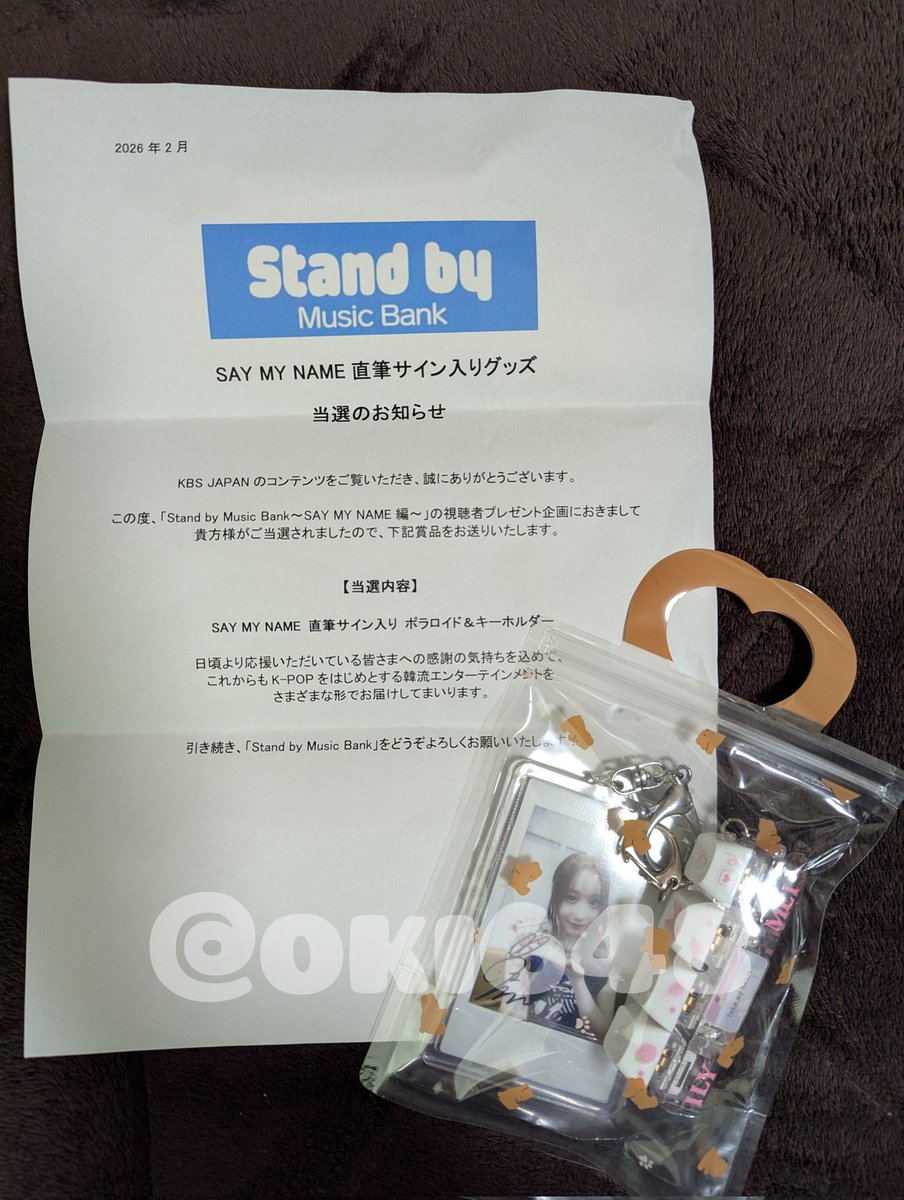 2026 年 2 月
Stand by
Music Bank
SAY MY NAME 直筆サイン入りグッズ
当選のお知らせ
KBS JAPAN のコンテンツをご覧いただき、誠にありがとうございます。
この度、「Stand by Music Bank～SAY MY NAME 編～」の視聴者プレゼント企画におきまして
貴方様がご当選されましたので、下記賞品をお送りいたします。
【当選内容】
SAY MY NAME 直筆サイン入り ポラロイド＆キーホルダー
日頃より応援いただいている皆さまへの感謝の気持ちを込めて、
これからも K-POP をはじめとする韓流エンターテインメントを
さまざまな形でお届けしてまいります。
引き続き、「Stand by Music Bank」をどうぞよろしくお願いいたします！
@OKI6048